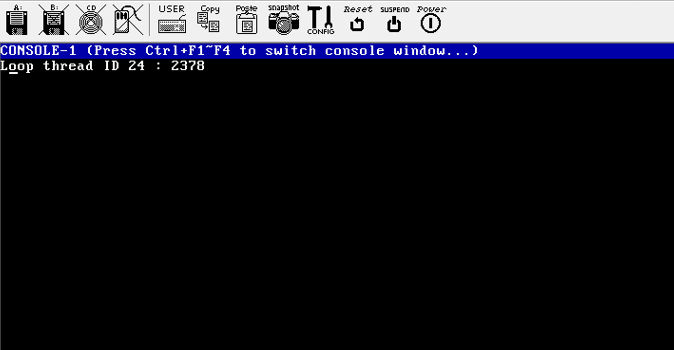 A: B: CD USER Copy Paste snapshot CONFIG Reset SUSPEND Power
CONSOLE-1 (Press Ctrl+F1~F4 to switch console window...)
Loop thread ID 24 : 2378